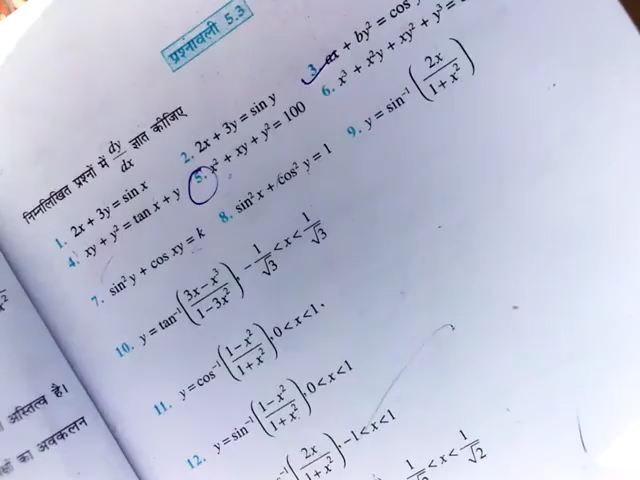 प्रश्नावली 5.3
निम्नलिखित प्रश्नों में dy/dx ज्ञात कीजिए
1. 2x + 3y = sin x 2. 2x + 3y = sin y 3. ax + by² = cos
4. xy + y² = tan x + y 5. x² + xy + y² = 100 6. x³ + x²y + xy² + y³ =
7. sin² y + cos xy = k 8. sin² x + cos² y = 1 9. y = sin⁻¹ (2x/(1 + x²))
10. y = tan⁻¹ ((3x − x³)/(1 − 3x²)), − 1/√3 < x < 1/√3
11. y = cos⁻¹ ((1 − x²)/(1 + x²)), 0 < x < 1
12. y = sin⁻¹ ((1 − x²)/(1 + x²)), 0 < x < 1
(2x/(1 + x²)), −1 < x < 1
< x < 1/√2
अस्तित्व है।
का अवकलन